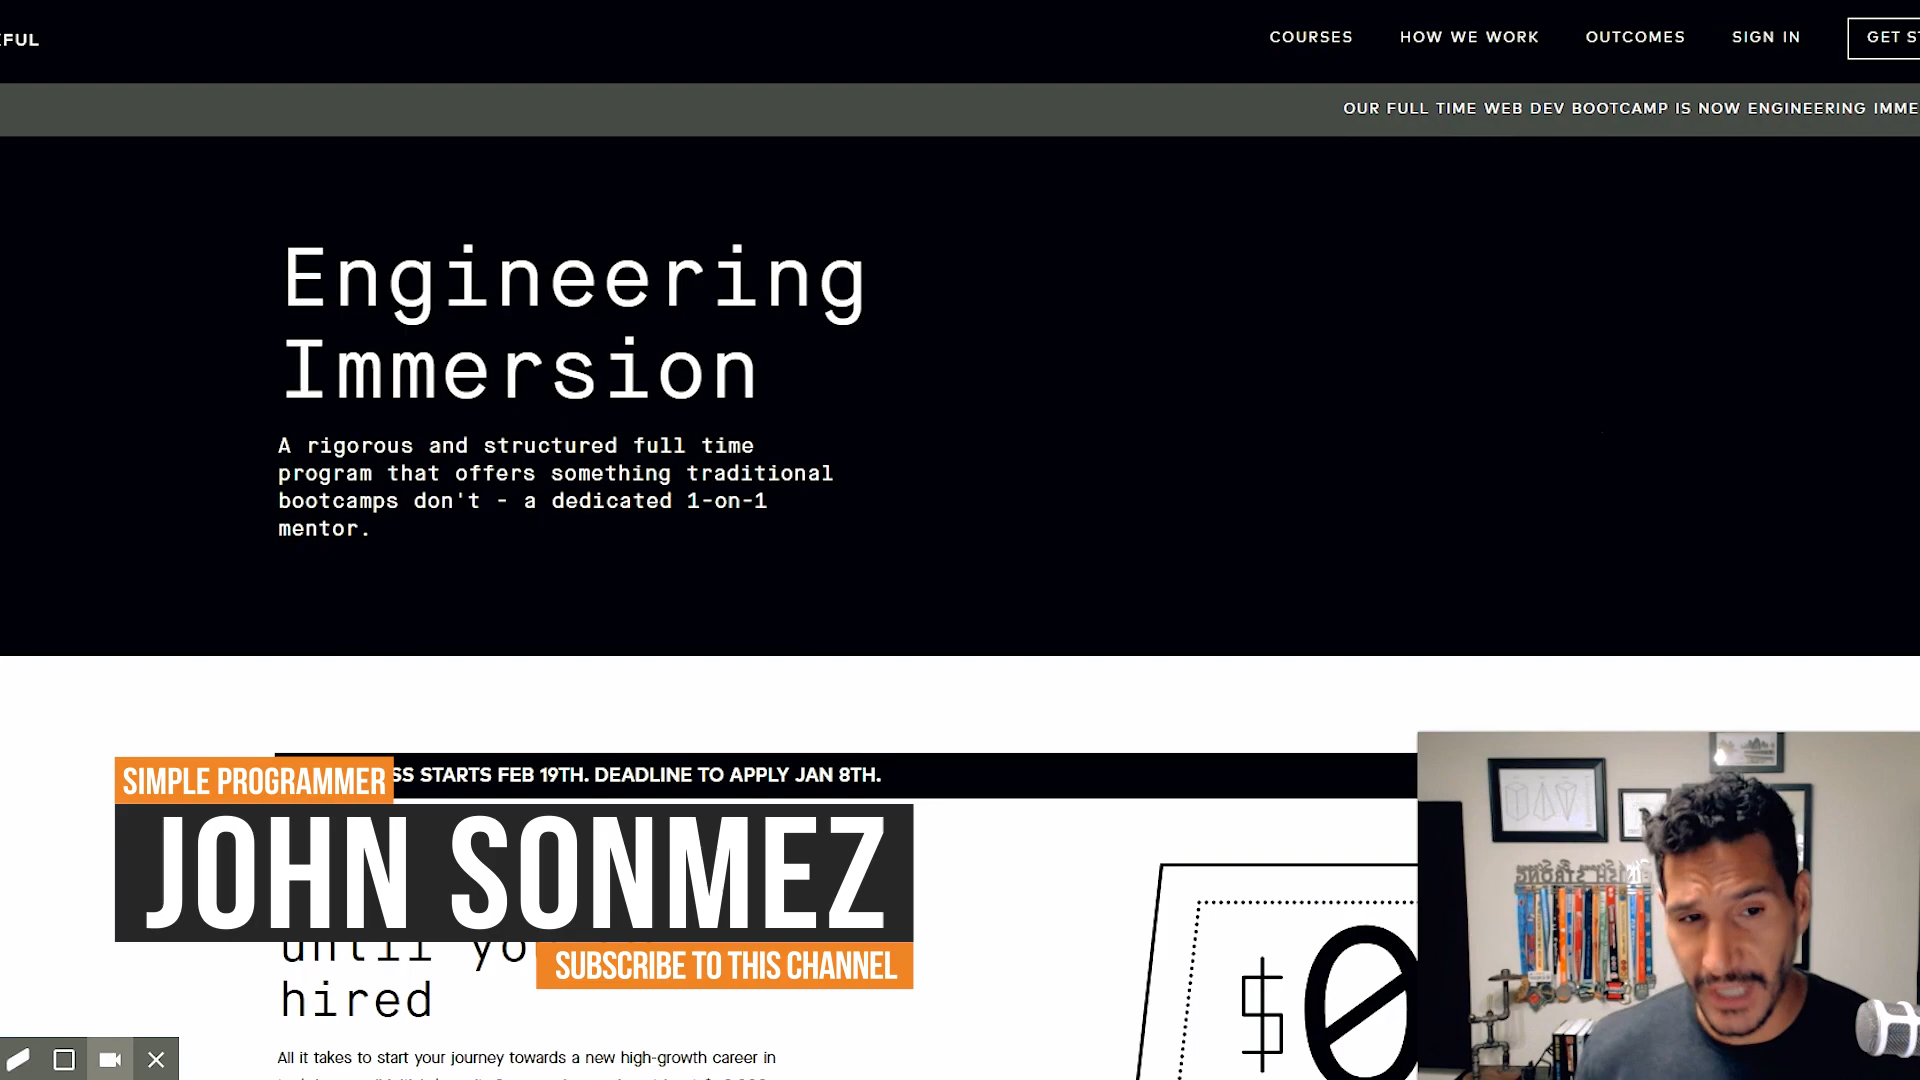 FUL
COURSES HOW WE WORK OUTCOMES SIGN IN GET
OUR FULL TIME WEB DEV BOOTCAMP IS NOW ENGINEERING
Engineering
Immersion
A rigorous and structured full time
program that offers something traditional
bootcamps don't - a dedicated 1-on-1
mentor.
SS STARTS FEB 19TH. DEADLINE TO APPLY JAN 8TH.
SIMPLE PROGRAMMER
JOHN SONMEZ
SUBSCRIBE TO THIS CHANNEL
until yo
hired
$0
All it takes to start your journey towards a new high-growth career in